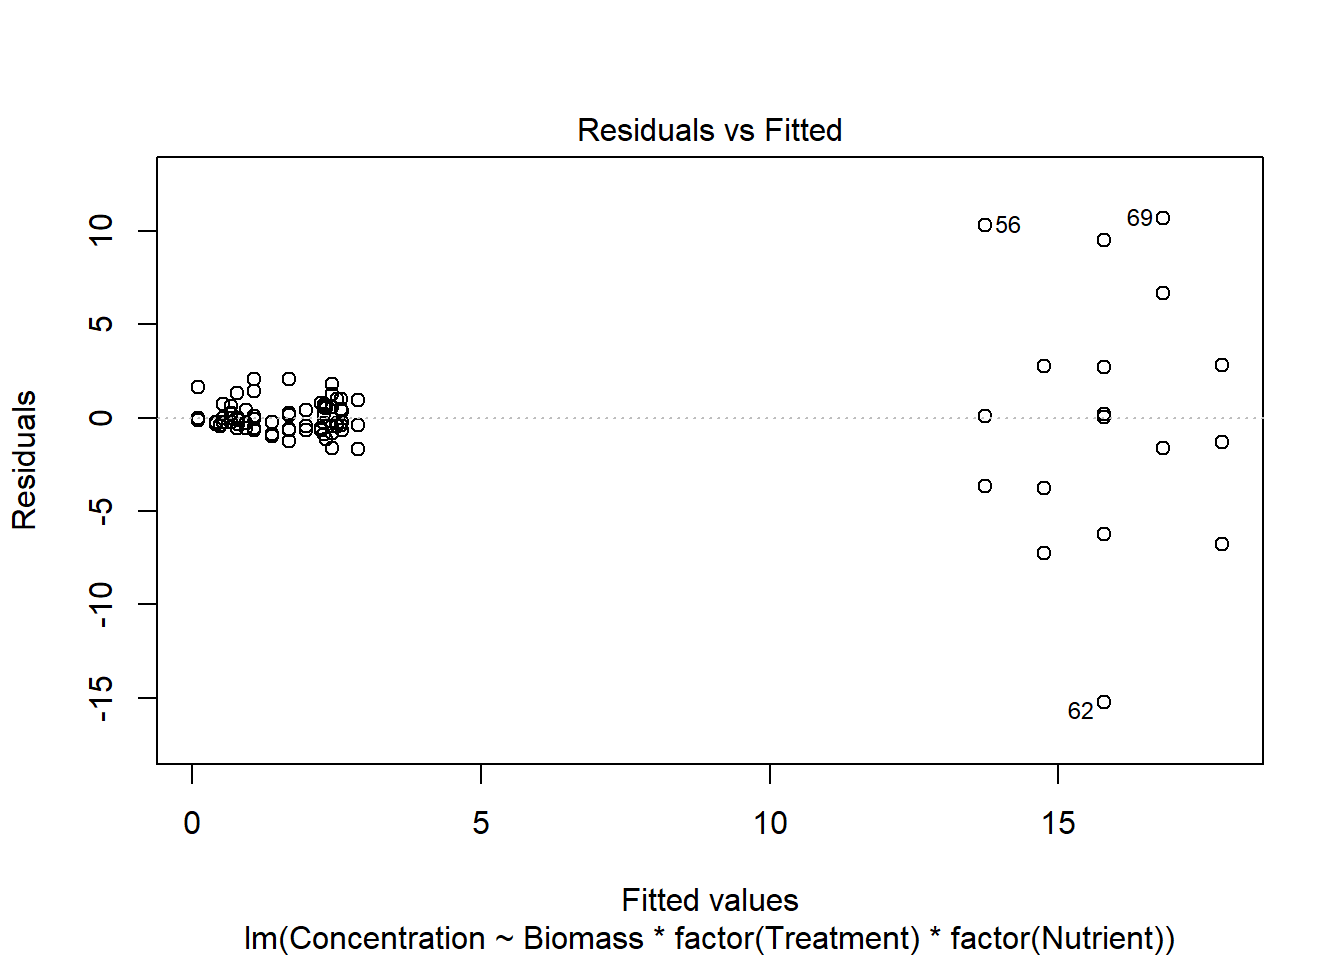 Residuals vs Fitted
Residuals
10
5
0
-5
-10
-15
56
69
62
0 5 10 15
Fitted values
lm(Concentration ~ Biomass * factor(Treatment) * factor(Nutrient))